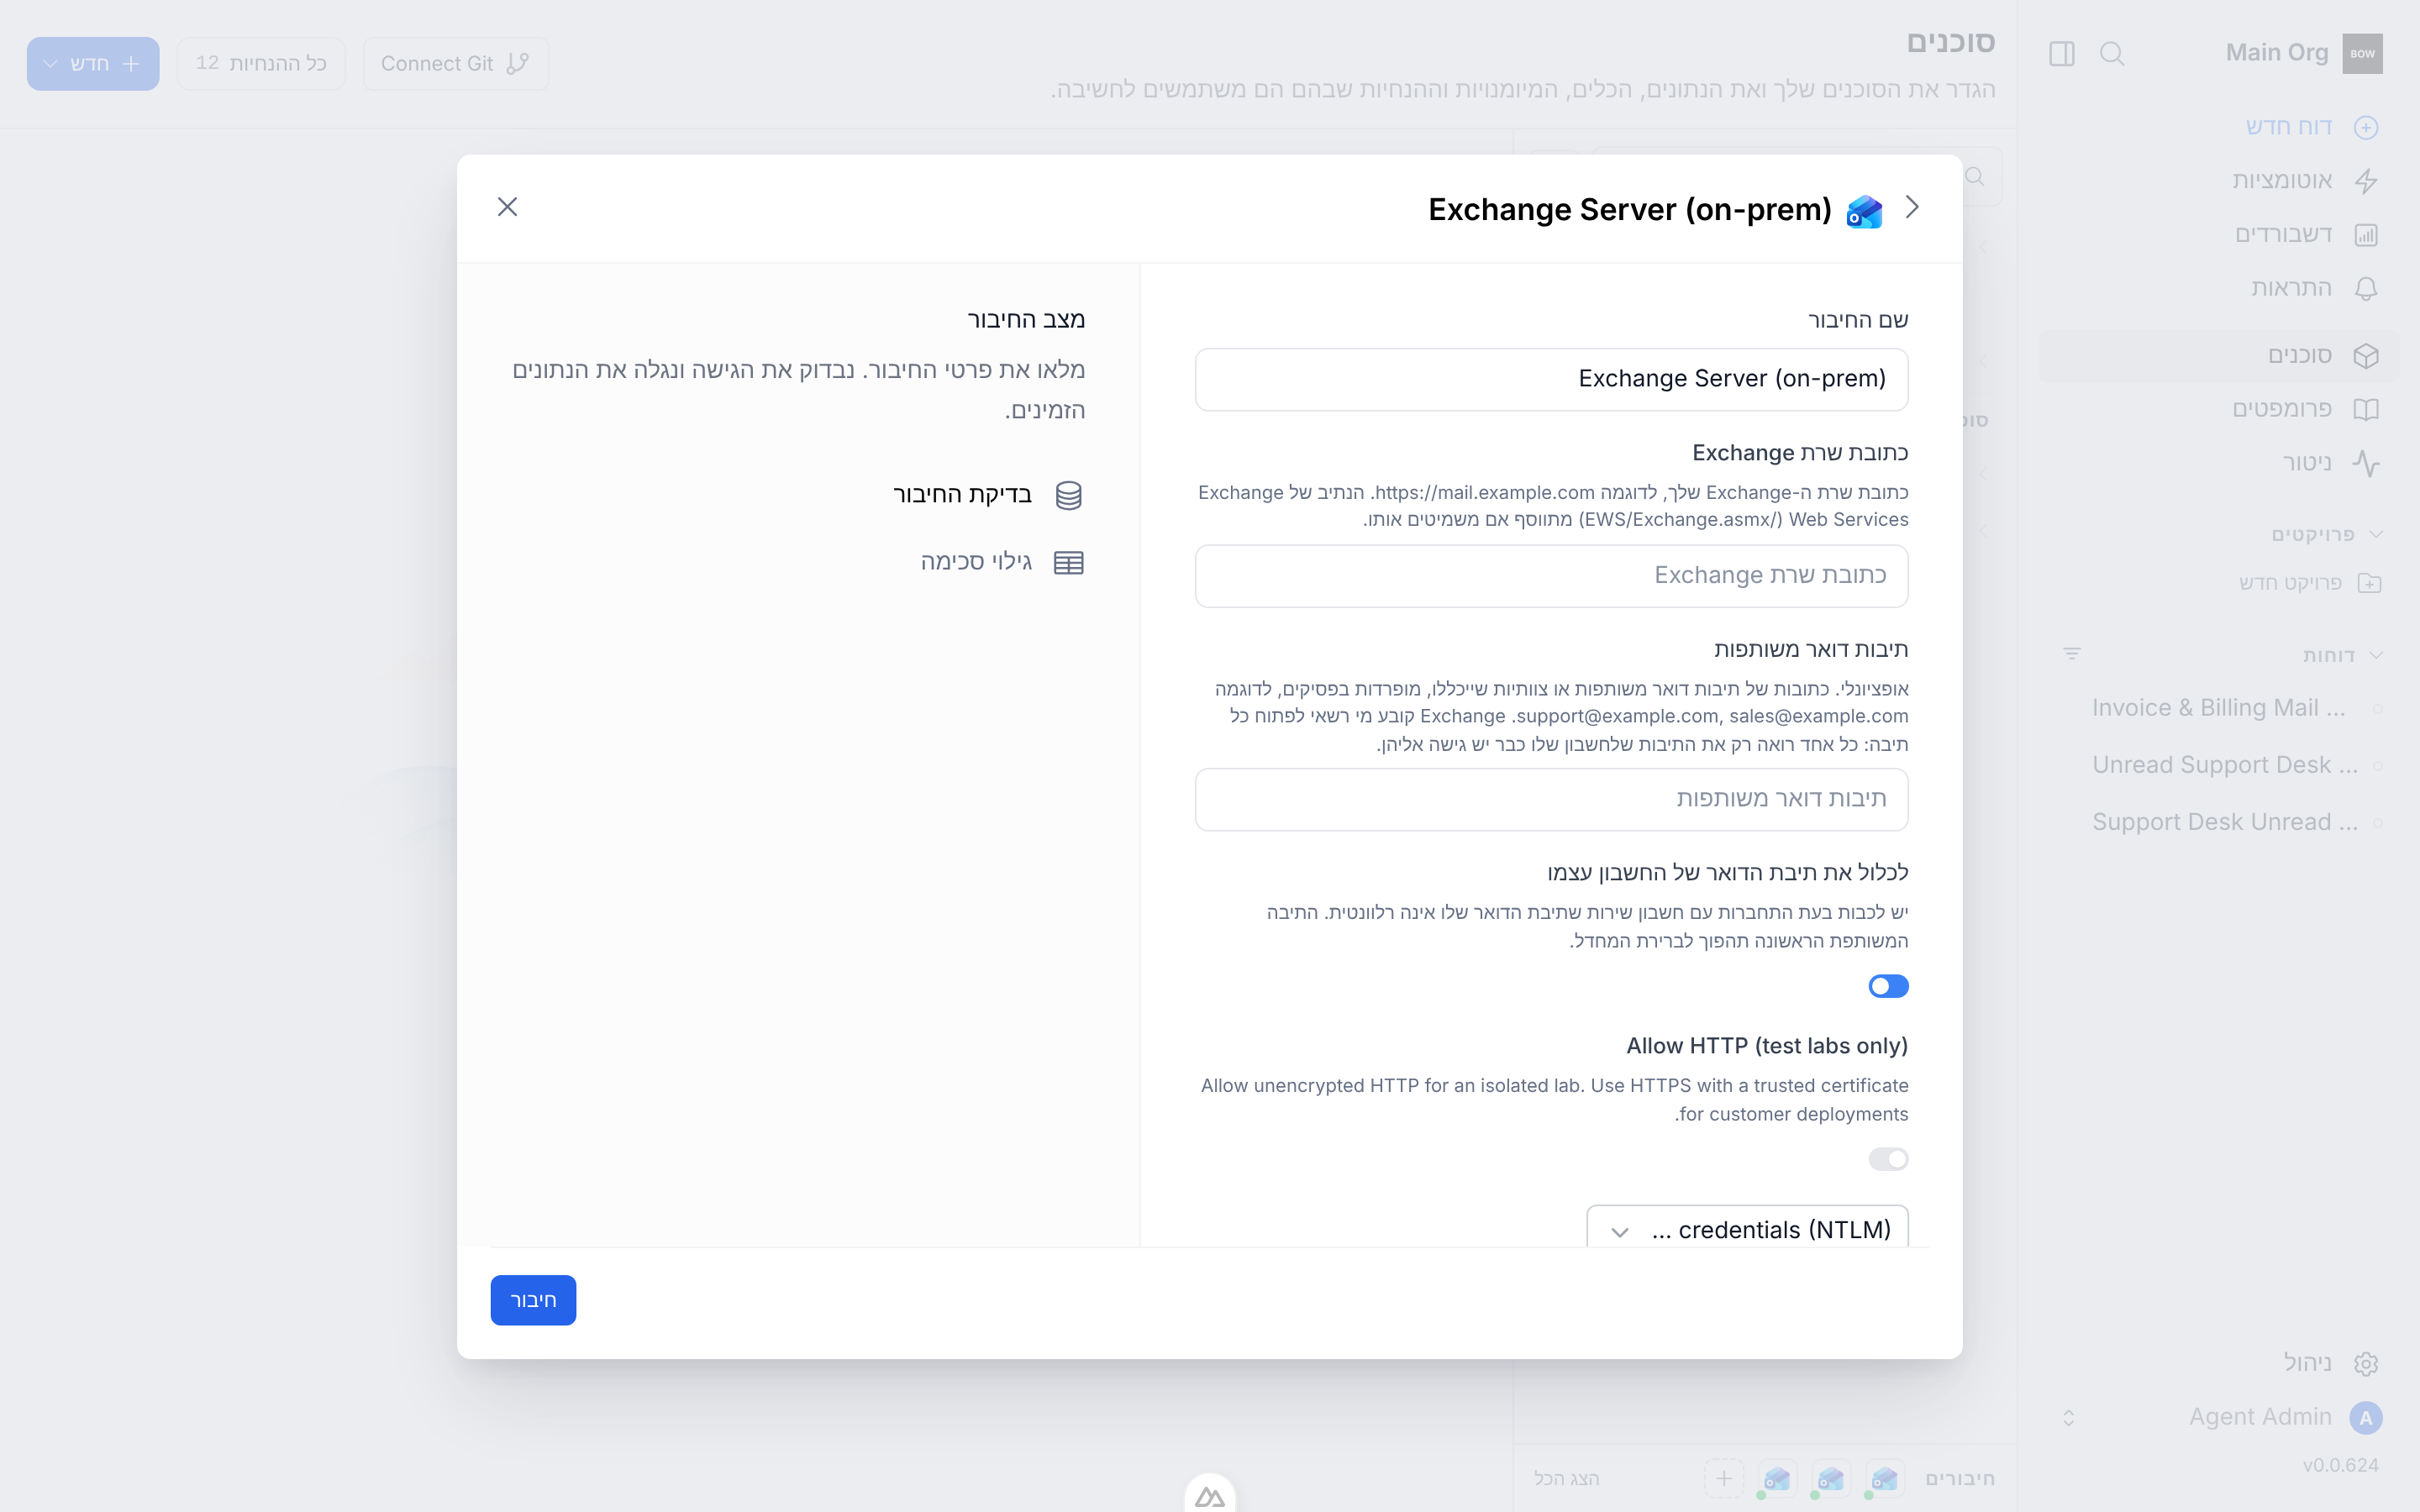 BOW
Main Org
דוח חדש
אוטומציות
דשבורדים
התראות
סוכנים
פרומפטים
ניטור
פרויקטים
פרויקט חדש
דוחות
Invoice & Billing Mail ...
Unread Support Desk ...
Support Desk Unread ...
ניהול
A
Agent Admin
v0.0.624
סוכנים
הגדר את הסוכנים שלך ואת הנתונים, הכלים, המיומנויות וההנחיות שבהם הם משתמשים לחשיבה.
Connect Git
כל ההנחיות 12
חדש
Exchange Server (on-prem)
שם החיבור
Exchange Server (on-prem)
כתובת שרת Exchange
כתובת שרת ה-Exchange שלך, לדוגמה https://mail.example.com. הנתיב של Exchange
Web Services (/EWS/Exchange.asmx) מתווסף אם משמיטים אותו.
כתובת שרת Exchange
תיבות דואר משותפות
אופציונלי. כתובות של תיבות דואר משותפות או צוותיות שייכללו, מופרדות בפסיקים, לדוגמה
support@example.com, sales@example.com. Exchange קובע מי רשאי לפתוח כל
תיבה: כל אחד רואה רק את התיבות שלחשבון שלו כבר יש גישה אליהן.
תיבות דואר משותפות
לכלול את תיבת הדואר של החשבון עצמו
יש לכבות בעת התחברות עם חשבון שירות שתיבת הדואר שלו אינה רלוונטית. התיבה
המשותפת הראשונה תהפוך לברירת המחדל.
Allow HTTP (test labs only)
Allow unencrypted HTTP for an isolated lab. Use HTTPS with a trusted certificate
for customer deployments.
credentials (NTLM) ...
מצב החיבור
מלאו את פרטי החיבור. נבדוק את הגישה ונגלה את הנתונים
הזמינים.
בדיקת החיבור
גילוי סכימה
חיבור
חיבורים
הצג הכל